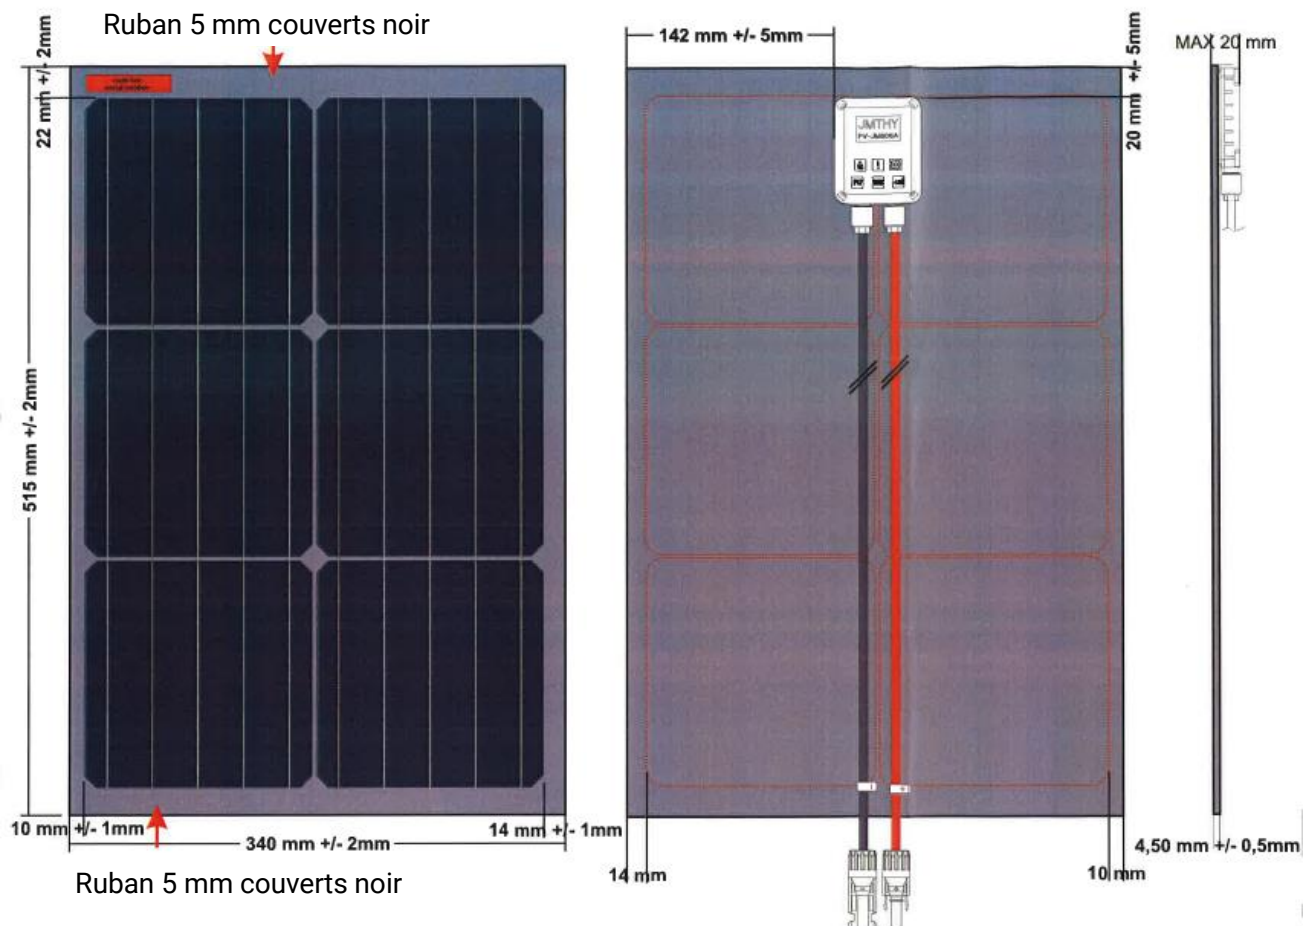 Ruban 5 mm couverts noir
22 mm +/- 2mm
515 mm +/- 2mm
10 mm +/- 1mm
340 mm +/- 2mm
14 mm +/- 1mm
Ruban 5 mm couverts noir
142 mm +/- 5mm
20 mm +/- 5mm
JMTHY
14 mm
10 mm
MAX 20 mm
4,50 mm +/- 0,5mm